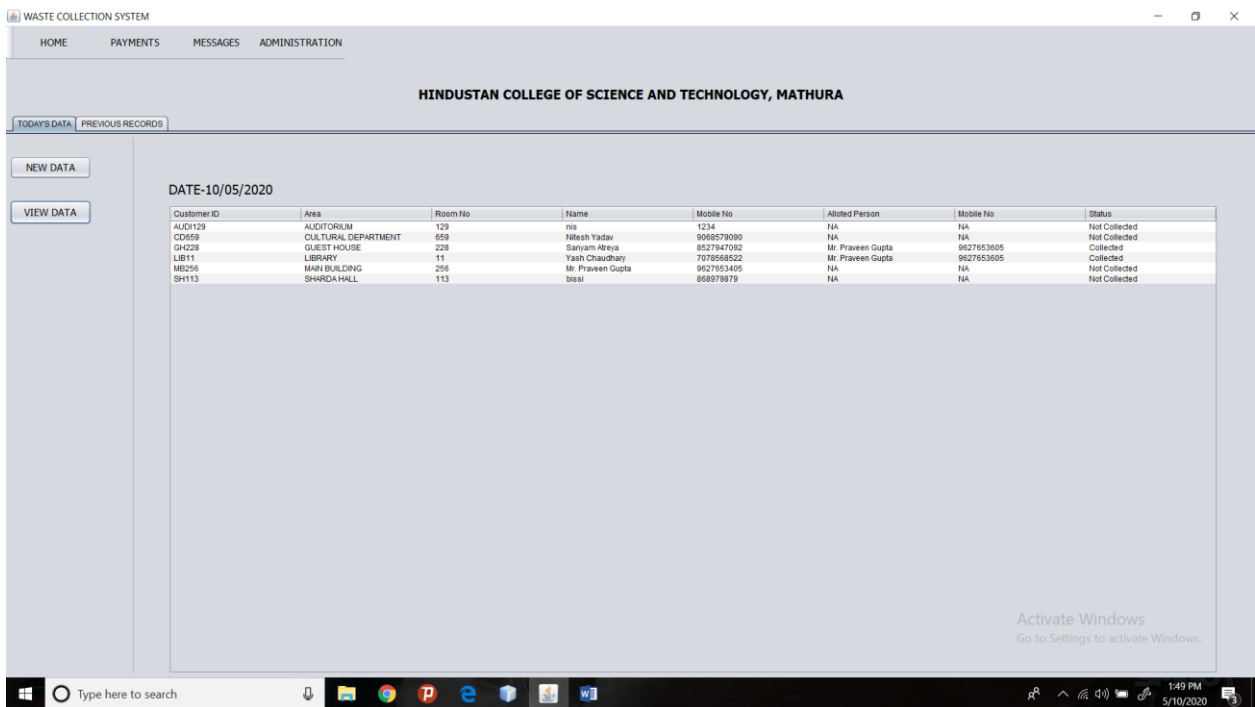 WASTE COLLECTION SYSTEM
HOME PAYMENTS MESSAGES ADMINISTRATION
HINDUSTAN COLLEGE OF SCIENCE AND TECHNOLOGY, MATHURA
TODAY'S DATA PREVIOUS RECORDS
NEW DATA
VIEW DATA
DATE-10/05/2020
Customer ID Area Room No Name Mobile No Alloted Person Mobile No Status
AUDI129 AUDITORIUM 129 nis 1234 NA NA Not Collected
CD659 CULTURAL DEPARTMENT 659 Nitesh Yadav 9068579090 NA NA Not Collected
GH228 GUEST HOUSE 228 Sanyam Atreya 8527947092 Mr. Praveen Gupta 9627653605 Collected
LIB11 LIBRARY 11 Yash Chaudhary 7078568522 Mr. Praveen Gupta 9627653605 Collected
MB256 MAIN BUILDING 256 Mr. Praveen Gupta 9627653405 NA NA Not Collected
SH113 SHARDA HALL 113 bissi 868979879 NA NA Not Collected
Activate Windows
Go to Settings to activate Windows.
Type here to search
1:49 PM
5/10/2020
3